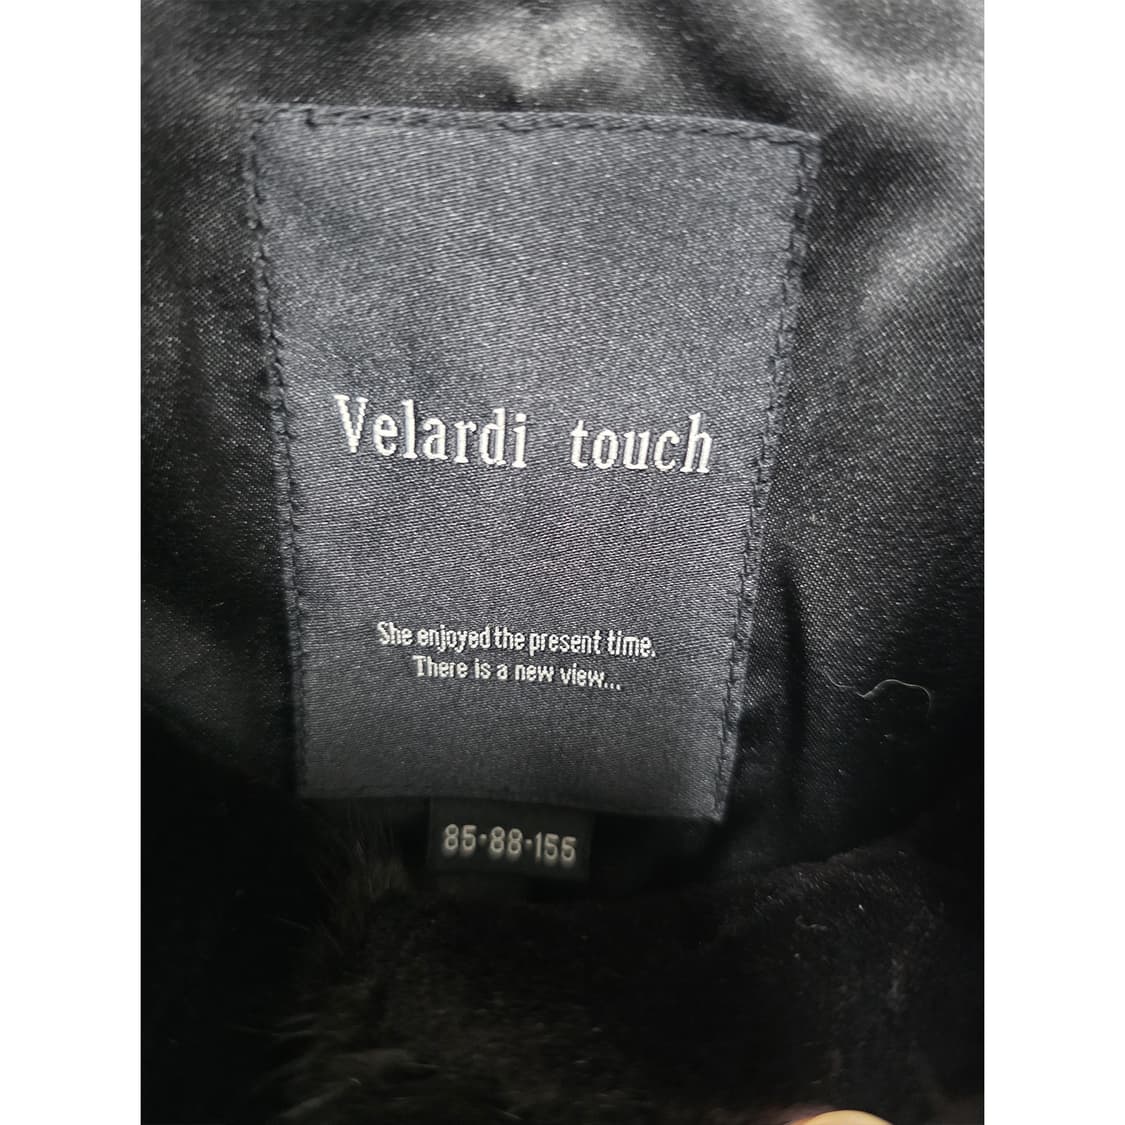 Velardi touch
She enjoyed the present time.
There is a new view...
85-88-155